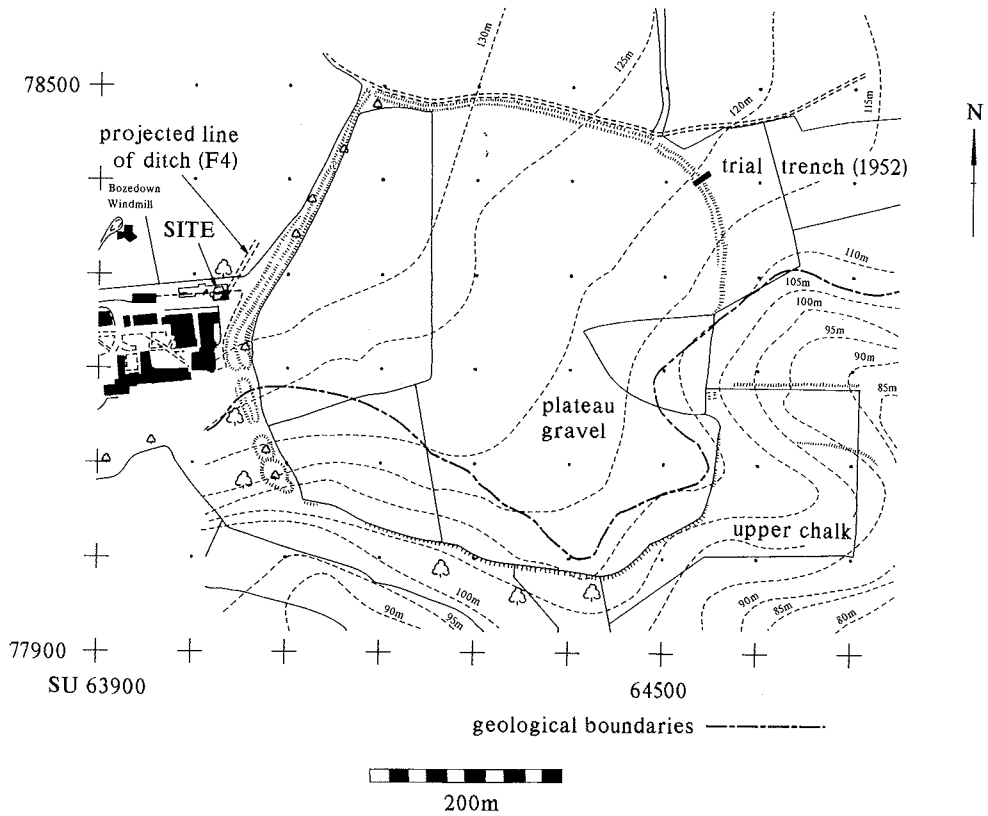 130m
125m
78500
120m
115m
N
projected line
of ditch (F4)
trial trench (1952)
Bozedown
Windmill
SITE
110m
105m
100m
95m
90m
85m
plateau
gravel
upper chalk
100m
95m
90m
90m
85m
80m
77900
SU 63900
64500
geological boundaries
200m